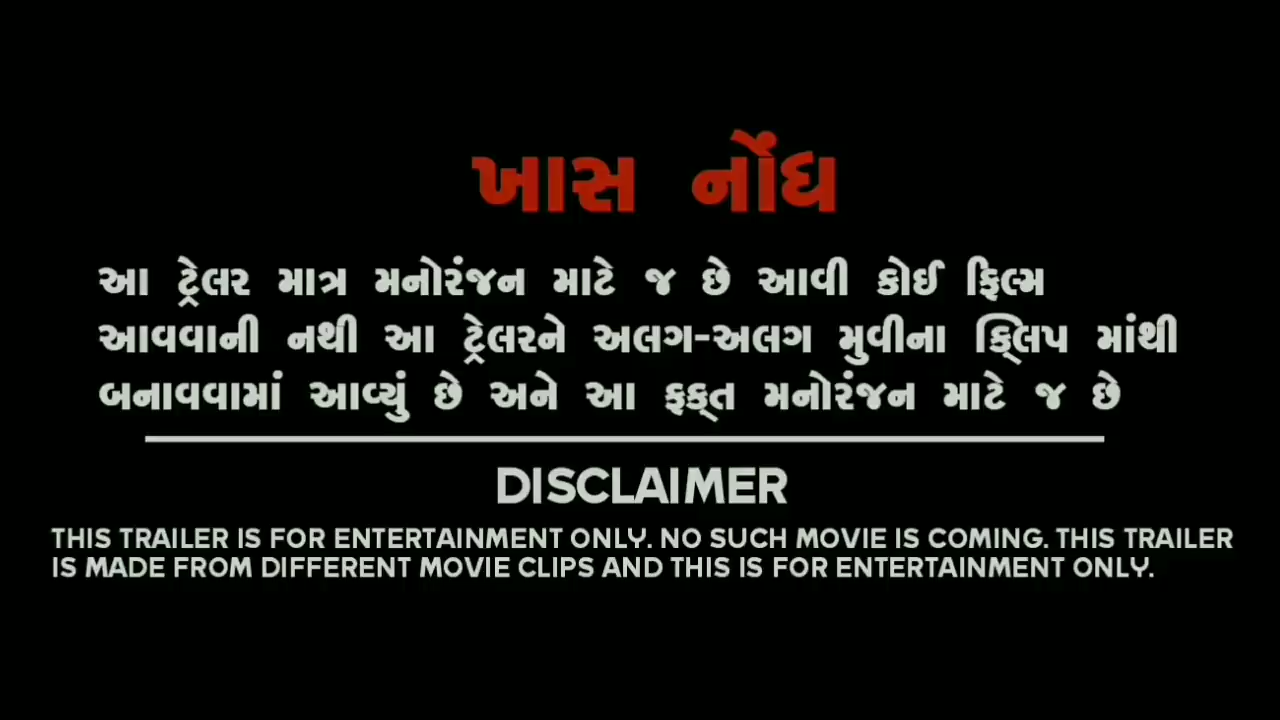 ખાસ નોંધ
આ ટ્રેલર માત્ર મનોરંજન માટે જ છે આવી કોઈ ફિલ્મ
આવવાની નથી આ ટ્રેલરને અલગ-અલગ મુવીના ક્લિપ માંથી
બનાવવામાં આવ્યું છે અને આ ફક્ત મનોરંજન માટે જ છે
DISCLAIMER
THIS TRAILER IS FOR ENTERTAINMENT ONLY. NO SUCH MOVIE IS COMING. THIS TRAILER
IS MADE FROM DIFFERENT MOVIE CLIPS AND THIS IS FOR ENTERTAINMENT ONLY.